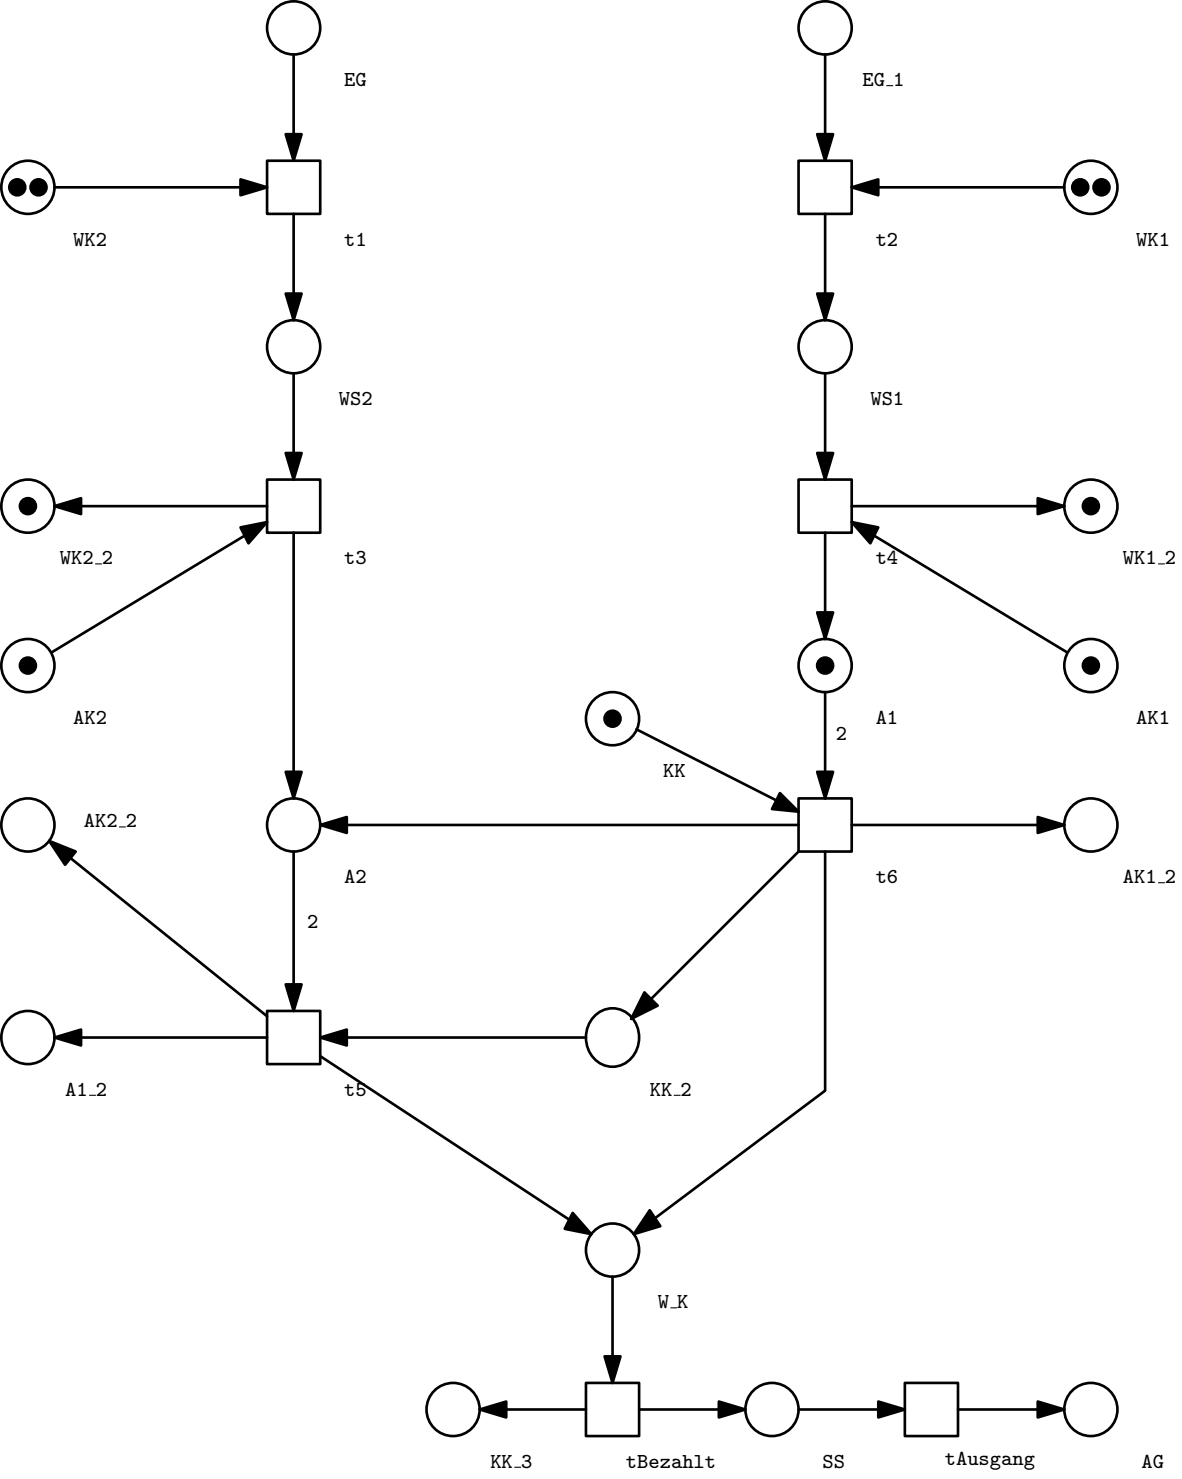 EG
EG_1
WK2
t1
t2
WK1
WS2
WS1
WK2_2
t3
t4
WK1_2
AK2
A1
AK1
2
KK
AK2_2
A2
t6
AK1_2
2
A1_2
t5
KK_2
W_K
KK_3
tBezahlt
SS
tAusgang
AG